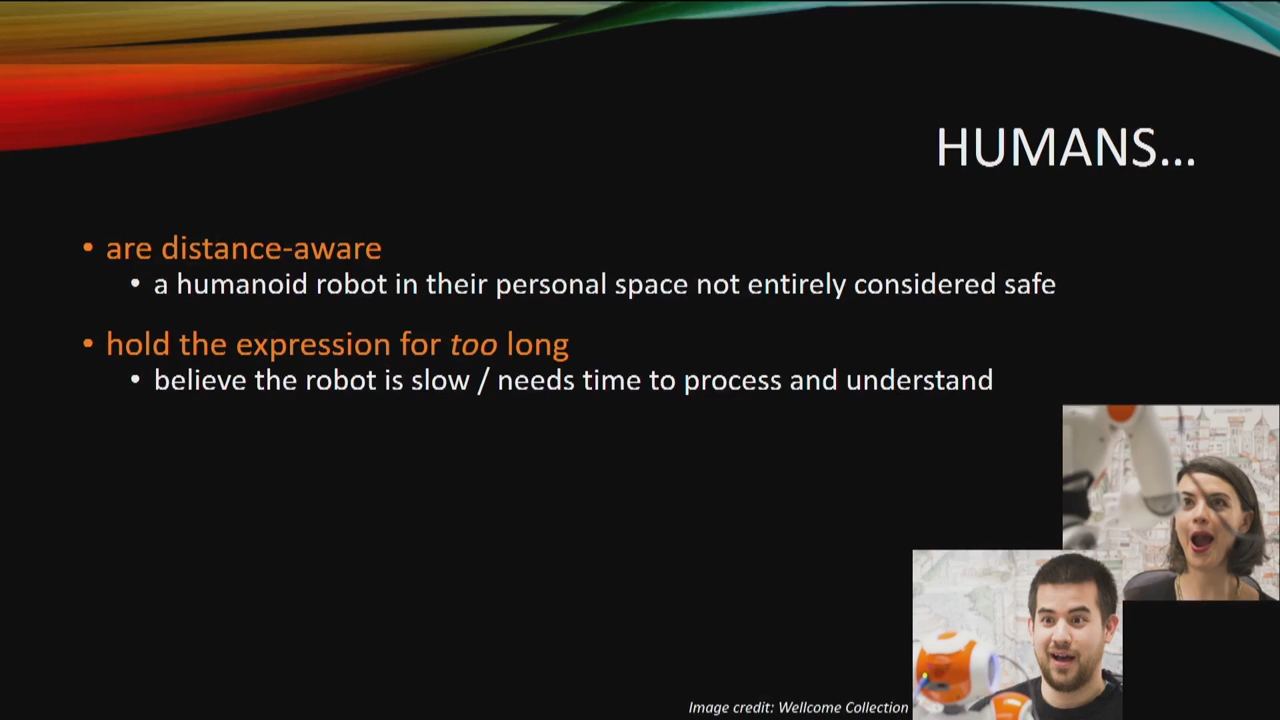 HUMANS...
• are distance-aware
• a humanoid robot in their personal space not entirely considered safe
• hold the expression for too long
• believe the robot is slow / needs time to process and understand
Image credit: Wellcome Collection